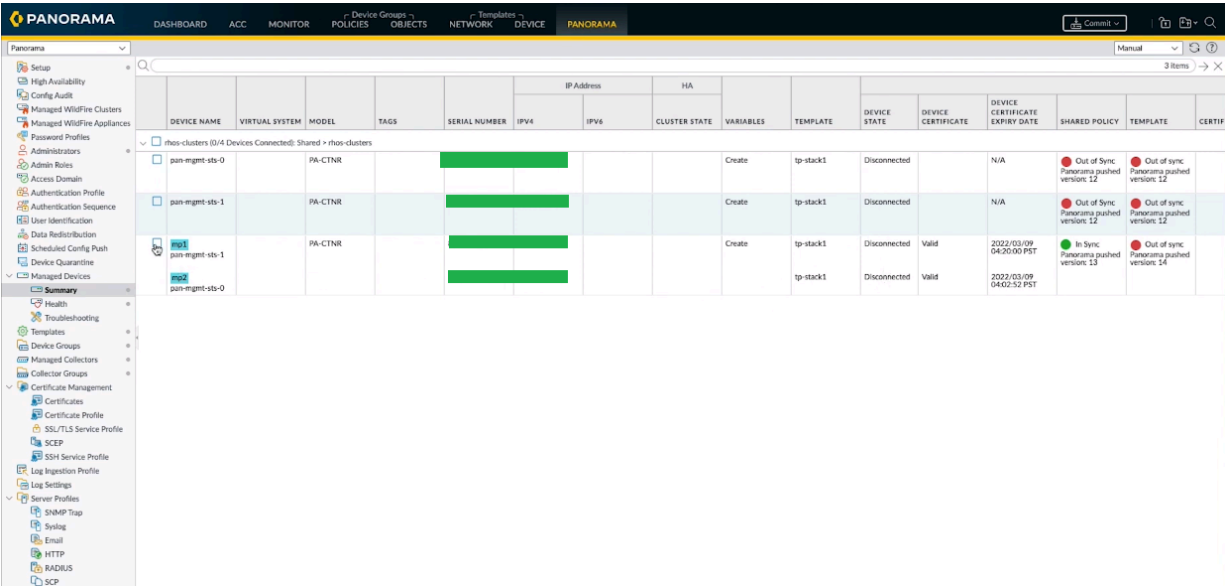 PANORAMA
DASHBOARD ACC MONITOR Device Groups POLICIES OBJECTS Templates NETWORK DEVICE PANORAMA Commit
Panorama Manual
3 items
Setup
High Availability
Config Audit
Managed WildFire Clusters
Managed WildFire Appliances
Password Profiles
Administrators
Admin Roles
Access Domain
Authentication Profile
Authentication Sequence
User Identification
Data Redistribution
Scheduled Config Push
Device Quarantine
Managed Devices
Summary
Health
Troubleshooting
Templates
Device Groups
Managed Collectors
Collector Groups
Certificate Management
Certificates
Certificate Profile
SSL/TLS Service Profile
SCEP
SSH Service Profile
Log Ingestion Profile
Log Settings
Server Profiles
SNMP Trap
Syslog
Email
HTTP
RADIUS
SCP
IP Address HA
DEVICE NAME VIRTUAL SYSTEM MODEL TAGS SERIAL NUMBER IPV4 IPV6 CLUSTER STATE VARIABLES TEMPLATE DEVICE STATE DEVICE CERTIFICATE DEVICE CERTIFICATE EXPIRY DATE SHARED POLICY TEMPLATE CERTIF
rhos-clusters (0/4 Devices Connected): Shared > rhos-clusters
pan-mgmt-sts-0 PA-CTNR Create tp-stack1 Disconnected N/A Out of Sync Out of sync
Panorama pushed version: 12 Panorama pushed version: 12
pan-mgmt-sts-1 PA-CTNR Create tp-stack1 Disconnected N/A Out of Sync Out of sync
Panorama pushed version: 12 Panorama pushed version: 12
mp1 PA-CTNR Create tp-stack1 Disconnected Valid 2022/03/09 04:20:00 PST In Sync Out of sync
pan-mgmt-sts-1 Panorama pushed version: 13 Panorama pushed version: 14
mp2 tp-stack1 Disconnected Valid 2022/03/09 04:02:52 PST
pan-mgmt-sts-0